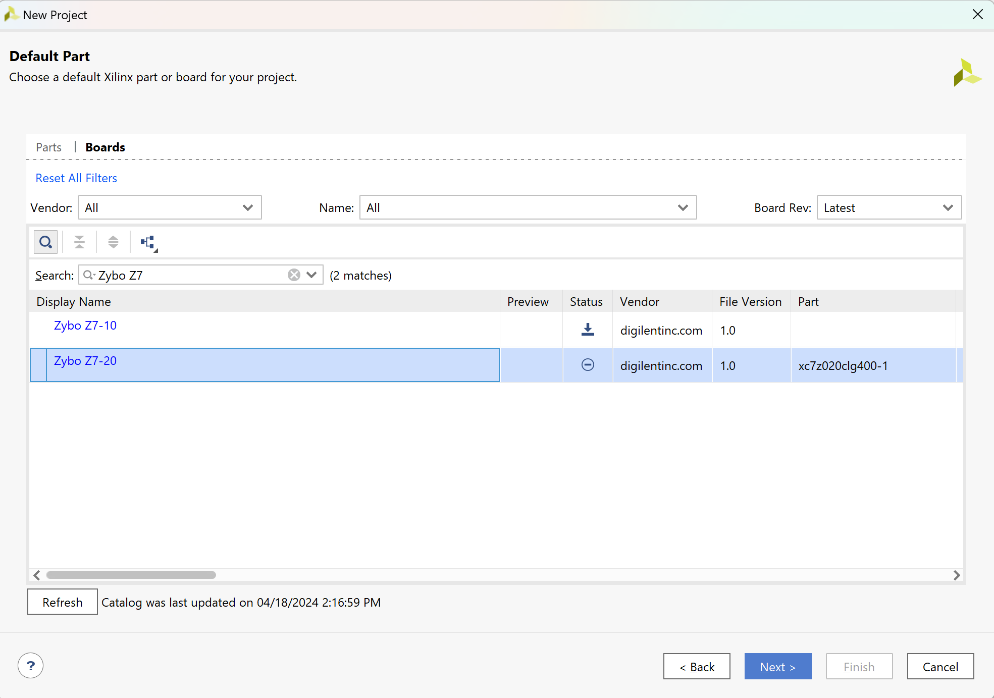 New Project
Default Part
Choose a default Xilinx part or board for your project.
Parts | Boards
Reset All Filters
Vendor: All Name: All Board Rev: Latest
Search: Zybo Z7 (2 matches)
Display Name Preview Status Vendor File Version Part
Zybo Z7-10 digilentinc.com 1.0
Zybo Z7-20 digilentinc.com 1.0 xc7z020clg400-1
Refresh Catalog was last updated on 04/18/2024 2:16:59 PM
? < Back Next > Finish Cancel